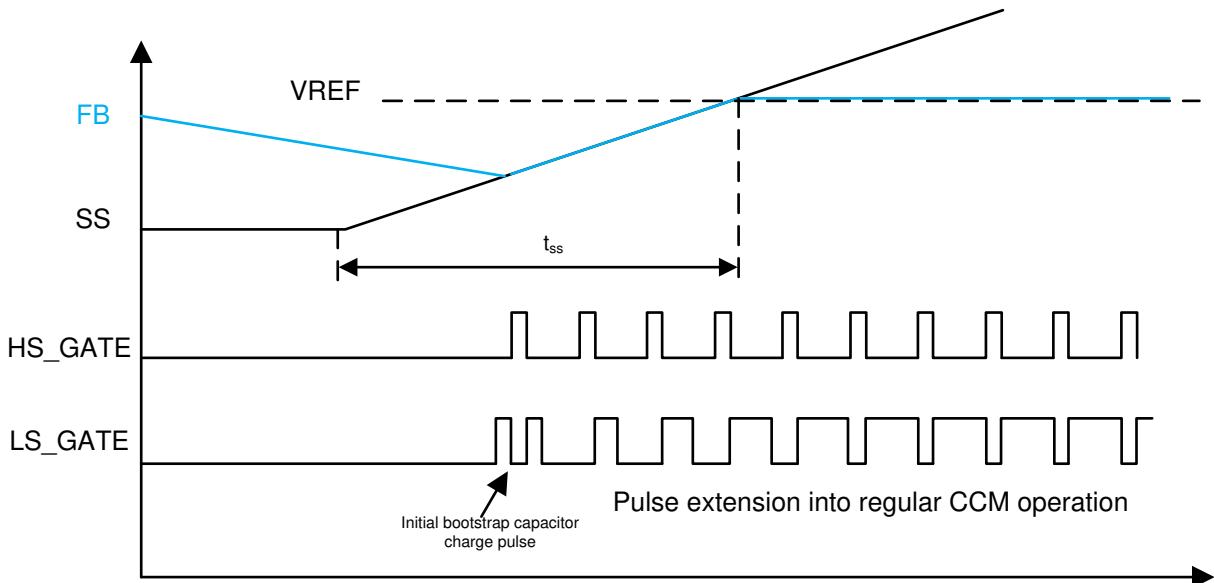 VREF
FB
SS
tss
HS_GATE
LS_GATE
Initial bootstrap capacitor
charge pulse
Pulse extension into regular CCM operation